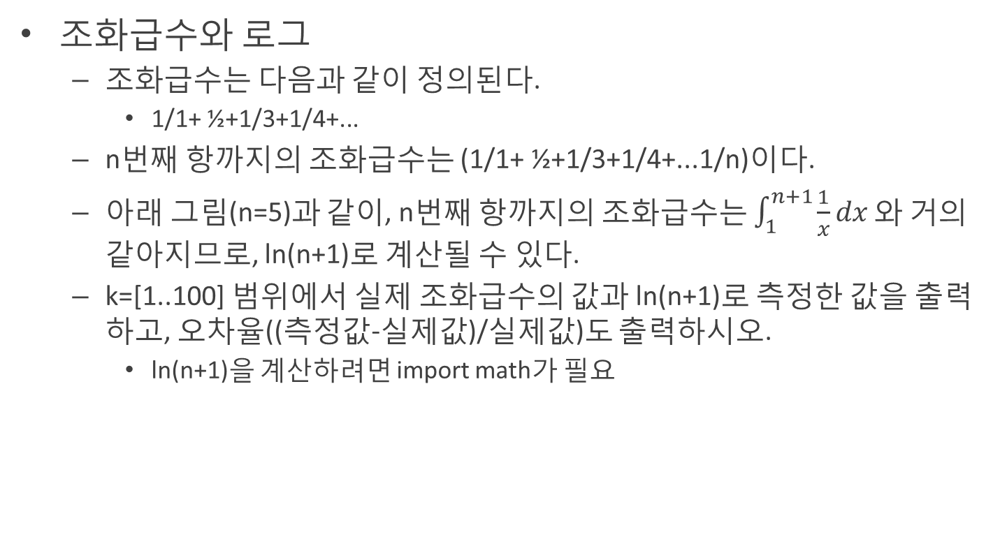 • 조화급수와 로그
– 조화급수는 다음과 같이 정의된다.
• 1/1+ ½+1/3+1/4+...
– n번째 항까지의 조화급수는 (1/1+ ½+1/3+1/4+...1/n)이다.
– 아래 그림(n=5)과 같이, n번째 항까지의 조화급수는 ∫₁ⁿ⁺¹ 1/x dx 와 거의
같아지므로, ln(n+1)로 계산될 수 있다.
– k=[1..100] 범위에서 실제 조화급수의 값과 ln(n+1)로 측정한 값을 출력
하고, 오차율((측정값-실제값)/실제값)도 출력하시오.
• ln(n+1)을 계산하려면 import math가 필요